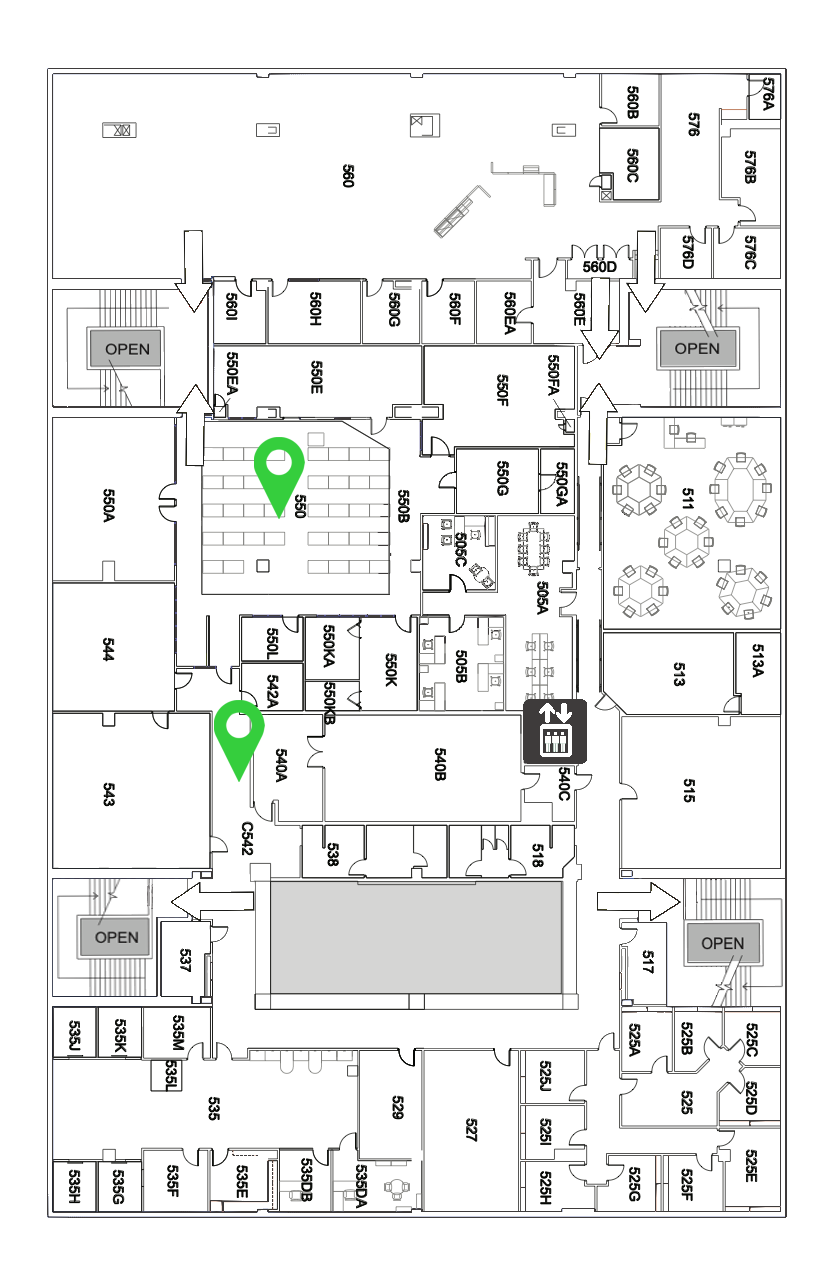 576A
560B
576
560C
576B
560
576D
576C
560D
560I
560H
560G
560F
560EA
560E
OPEN
OPEN
550EA
550E
550F
550FA
550A
550
550B
550G
550GA
511
505C
505A
544
550L
550KA
550K
505B
513
513A
542A
550KB
543
540A
540B
540C
515
C542
538
518
OPEN
OPEN
537
517
535J
535K
535M
525A
525B
525C
535L
525J
525D
535
529
527
525I
525
535H
535G
535F
535E
535DB
535DA
525H
525G
525F
525E